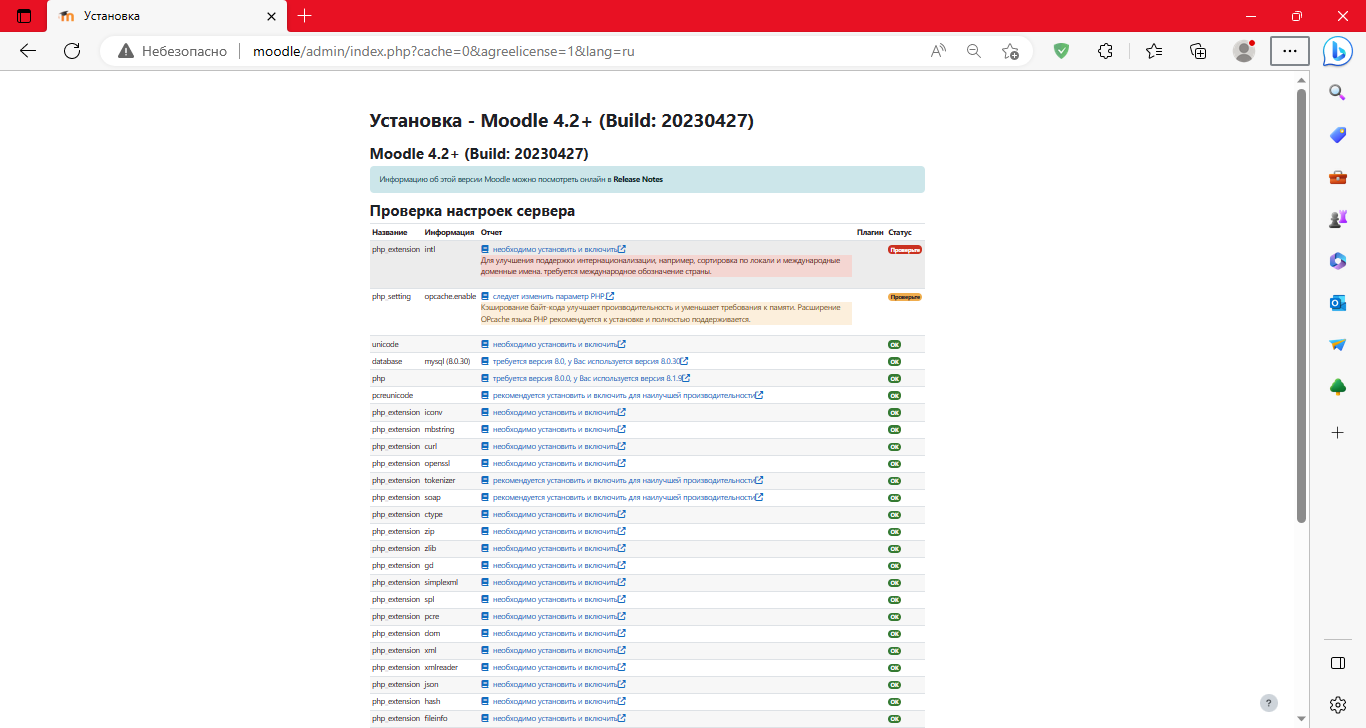 Установка
Небезопасно
moodle/admin/index.php?cache=0&agreelicense=1&lang=ru
Установка - Moodle 4.2+ (Build: 20230427)
Moodle 4.2+ (Build: 20230427)
Информацию об этой версии Moodle можно посмотреть онлайн в Release Notes
Проверка настроек сервера
Название Информация Отчет Плагин Статус
php_extension intl необходимо установить и включить Проверьте
Для улучшения поддержки интернационализации, например, сортировка по локали и международные
доменные имена. требуется международное обозначение страны.
php_setting opcache.enable следует изменить параметр PHP. Проверьте
Кэширование байт-кода улучшает производительность и уменьшает требования к памяти. Расширение
OPcache языка PHP рекомендуется к установке и полностью поддерживается.
unicode необходимо установить и включить OK
database mysql (8.0.30) требуется версия 8.0, у Вас используется версия 8.0.30 OK
php требуется версия 8.0.0, у Вас используется версия 8.1.9 OK
pcreunicode рекомендуется установить и включить для наилучшей производительности OK
php_extension iconv необходимо установить и включить OK
php_extension mbstring необходимо установить и включить OK
php_extension curl необходимо установить и включить OK
php_extension openssl необходимо установить и включить OK
php_extension tokenizer рекомендуется установить и включить для наилучшей производительности OK
php_extension soap рекомендуется установить и включить для наилучшей производительности OK
php_extension ctype необходимо установить и включить OK
php_extension zip необходимо установить и включить OK
php_extension zlib необходимо установить и включить OK
php_extension gd необходимо установить и включить OK
php_extension simplexml необходимо установить и включить OK
php_extension spl необходимо установить и включить OK
php_extension pcre необходимо установить и включить OK
php_extension dom необходимо установить и включить OK
php_extension xml необходимо установить и включить OK
php_extension xmlreader необходимо установить и включить OK
php_extension json необходимо установить и включить OK
php_extension hash необходимо установить и включить OK
php_extension fileinfo необходимо установить и включить OK
?